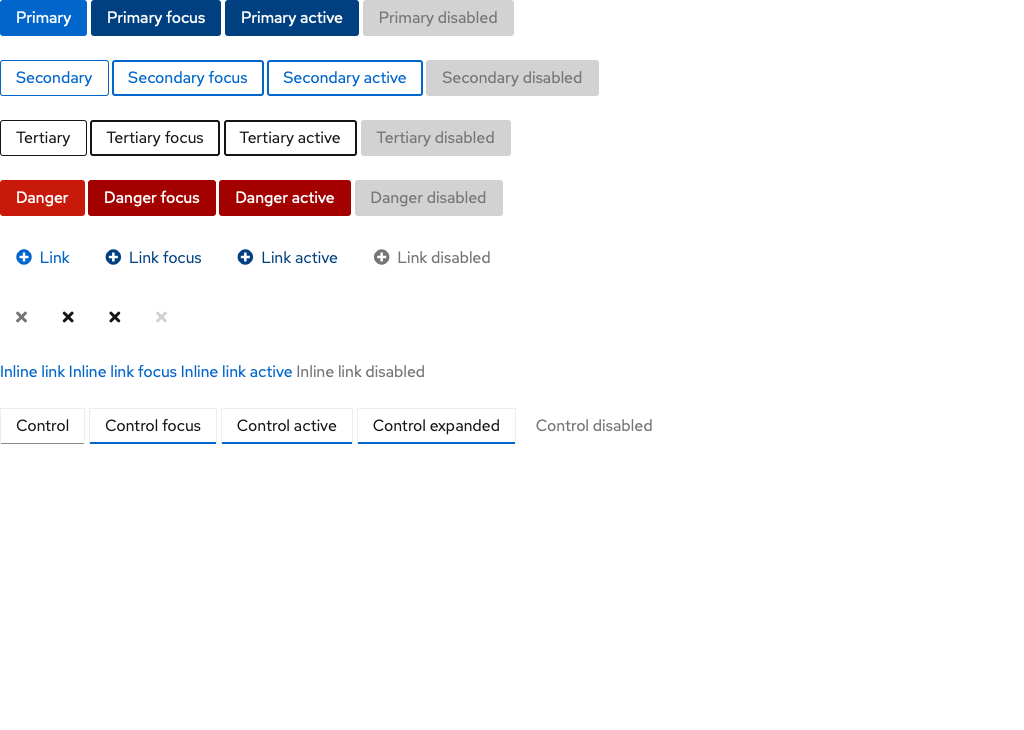 Primary Primary focus Primary active Primary disabled
Secondary Secondary focus Secondary active Secondary disabled
Tertiary Tertiary focus Tertiary active Tertiary disabled
Danger Danger focus Danger active Danger disabled
Link Link focus Link active Link disabled
Inline link Inline link focus Inline link active Inline link disabled
Control Control focus Control active Control expanded Control disabled